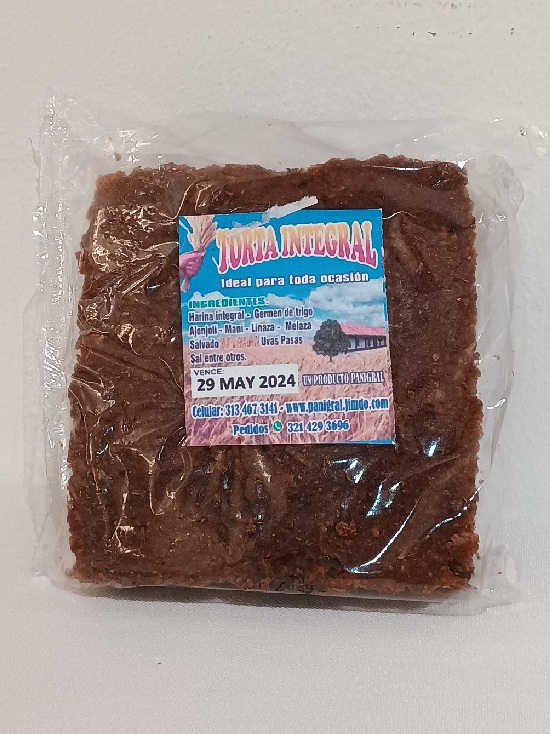 TORTA INTEGRAL
Ideal para toda ocasión
INGREDIENTES:
Harina integral - Germen de trigo
Ajonjolí - Maní - Linaza - Melaza
Salvado Uvas Pasas
Sal entre otros.
VENCE:
29 MAY 2024
UN PRODUCTO PANIGRAL
Celular: 313 467 3141 - www.panigral.jimdo.com
Pedidos 321 429 3696